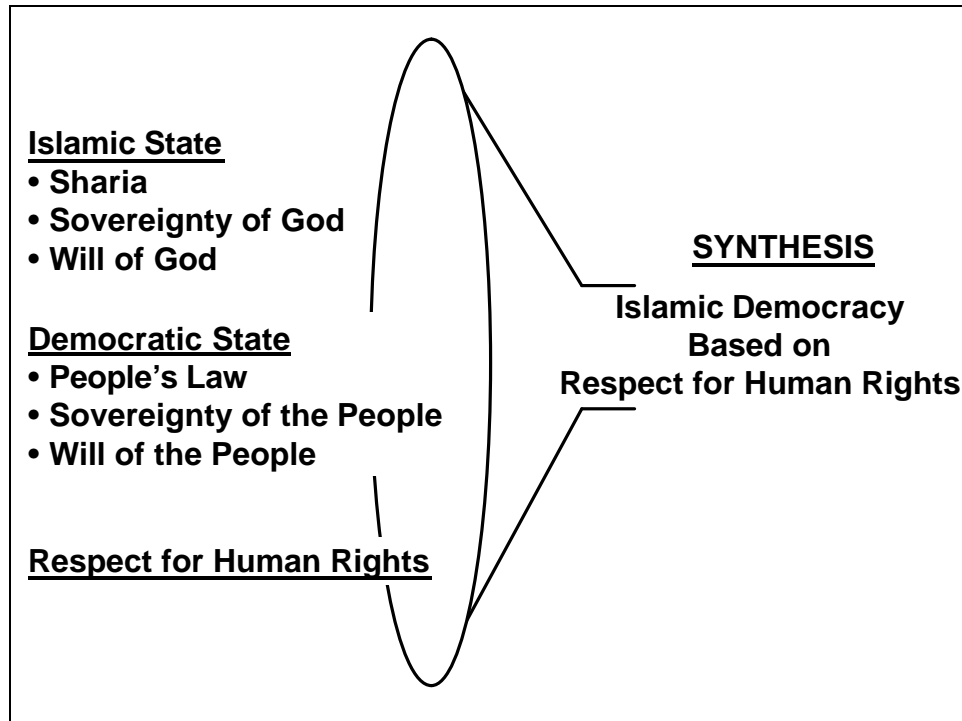 Islamic State
• Sharia
• Sovereignty of God
• Will of God
Democratic State
• People’s Law
• Sovereignty of the People
• Will of the People
Respect for Human Rights
SYNTHESIS
Islamic Democracy
Based on
Respect for Human Rights